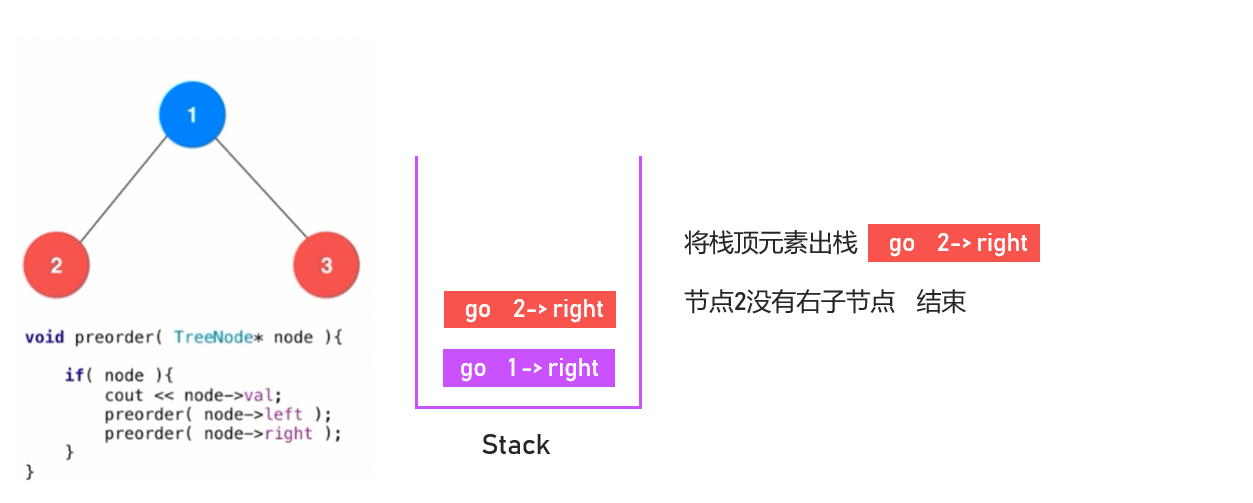 1
2
3
void preorder( TreeNode* node ){
if( node ){
cout << node->val;
preorder( node->left );
preorder( node->right );
}
}
go 2-> right
go 1-> right
Stack
将栈顶元素出栈 go 2-> right
节点2没有右子节点 结束